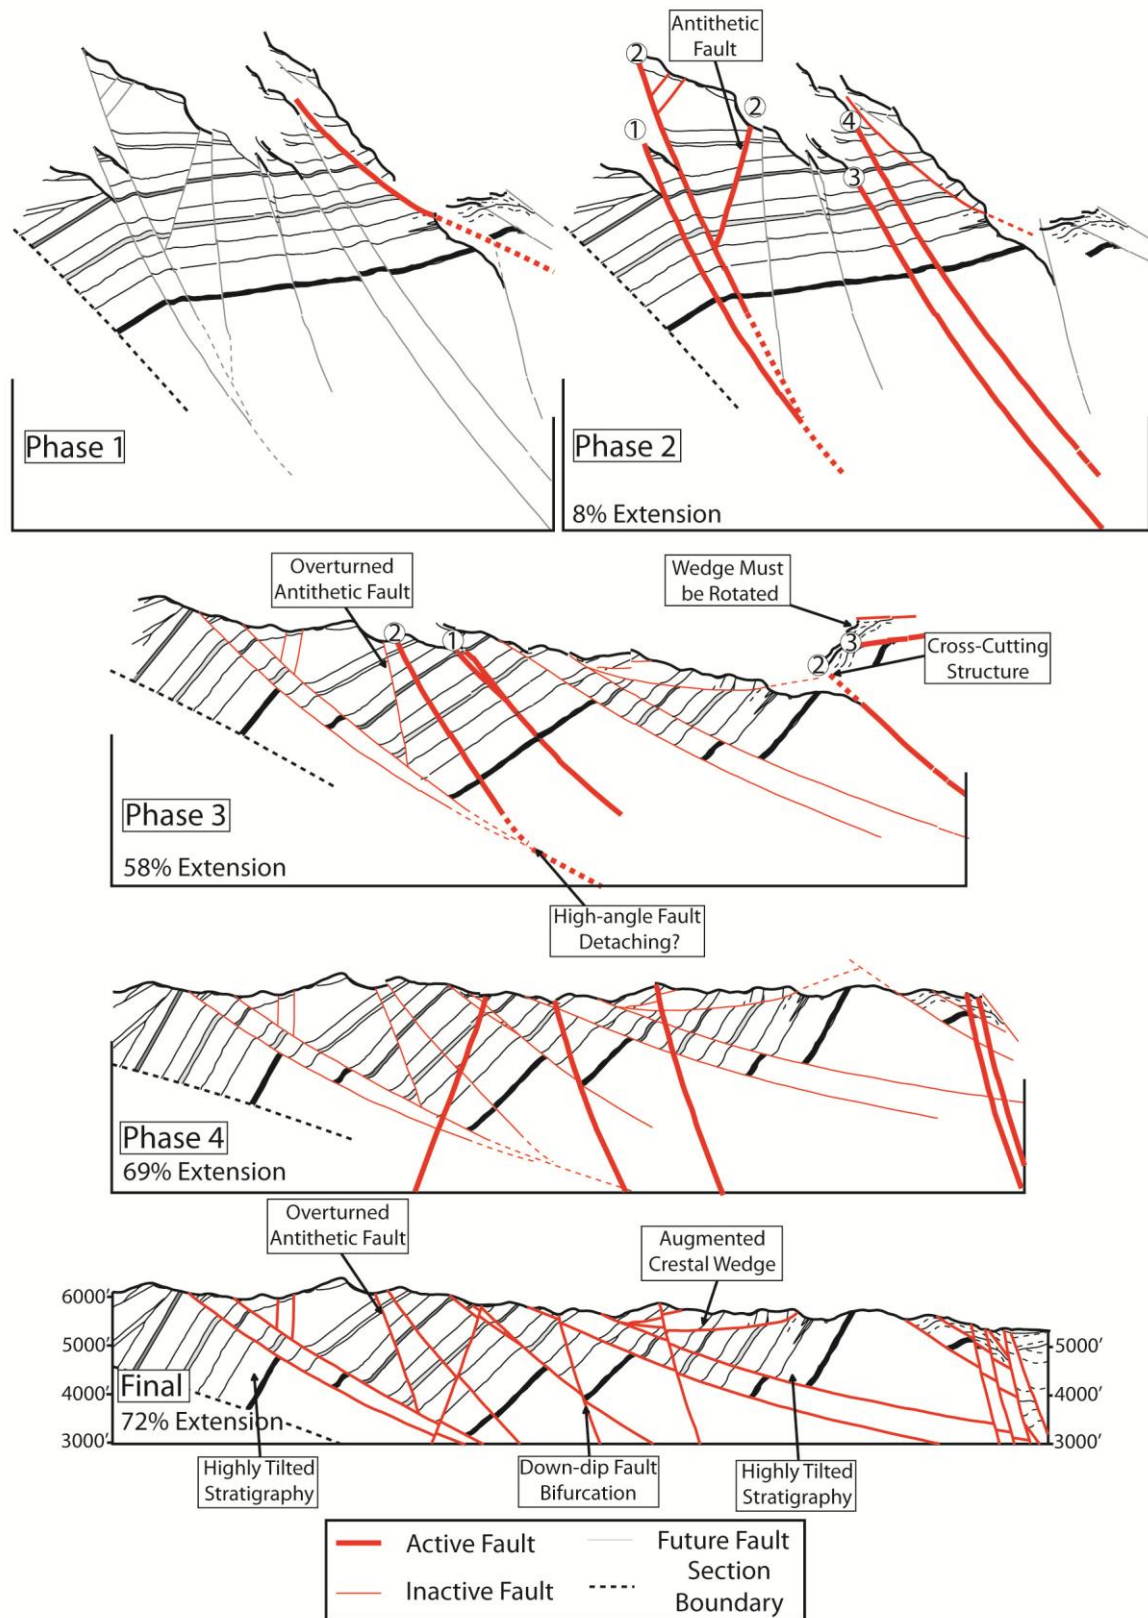 Phase 1
Antithetic
Fault
2
2
1
4
3
Phase 2
8% Extension
Overturned
Antithetic Fault
2
1
Wedge Must
be Rotated
3
2
Cross-Cutting
Structure
Phase 3
58% Extension
High-angle Fault
Detaching?
Phase 4
69% Extension
Overturned
Antithetic Fault
Augmented
Crestal Wedge
6000'
5000'
4000'
3000'
5000'
4000'
3000'
Final
72% Extension
Highly Tilted
Stratigraphy
Down-dip Fault
Bifurcation
Highly Tilted
Stratigraphy
Active Fault
Future Fault
Inactive Fault
Section
Boundary